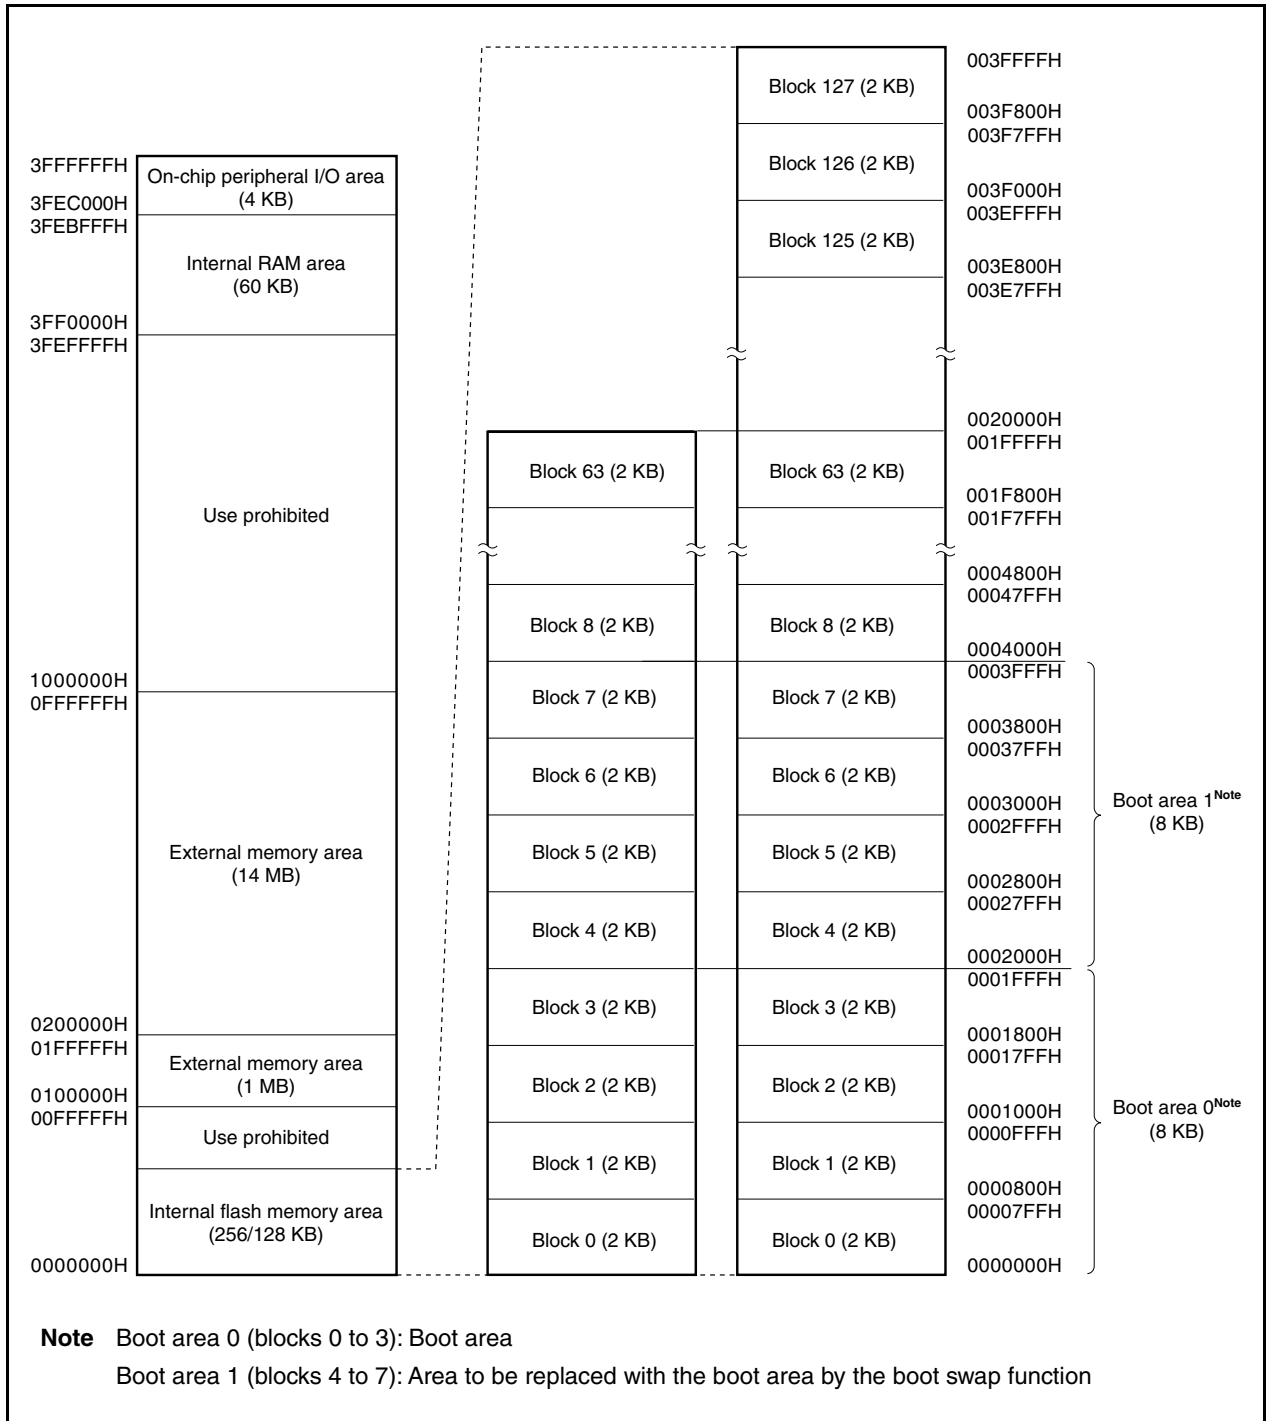 3FFFFFFH
On-chip peripheral I/O area
(4 KB)
3FEC000H
3FEBFFFH
Internal RAM area
(60 KB)
3FF0000H
3FEFFFFH
Use prohibited
1000000H
0FFFFFFH
External memory area
(14 MB)
0200000H
01FFFFFH
External memory area
(1 MB)
0100000H
00FFFFFH
Use prohibited
Internal flash memory area
(256/128 KB)
0000000H
Block 63 (2 KB)
Block 8 (2 KB)
Block 7 (2 KB)
Block 6 (2 KB)
Block 5 (2 KB)
Block 4 (2 KB)
Block 3 (2 KB)
Block 2 (2 KB)
Block 1 (2 KB)
Block 0 (2 KB)
Block 127 (2 KB)
Block 126 (2 KB)
Block 125 (2 KB)
Block 63 (2 KB)
Block 8 (2 KB)
Block 7 (2 KB)
Block 6 (2 KB)
Block 5 (2 KB)
Block 4 (2 KB)
Block 3 (2 KB)
Block 2 (2 KB)
Block 1 (2 KB)
Block 0 (2 KB)
003FFFFH
003F800H
003F7FFH
003F000H
003EFFFH
003E800H
003E7FFH
0020000H
001FFFFH
001F800H
001F7FFH
0004800H
00047FFH
0004000H
0003FFFH
0003800H
00037FFH
0003000H
0002FFFH
0002800H
00027FFH
0002000H
0001FFFH
0001800H
00017FFH
0001000H
0000FFFH
0000800H
00007FFH
0000000H
Boot area 1Note
(8 KB)
Boot area 0Note
(8 KB)
Note Boot area 0 (blocks 0 to 3): Boot area
Boot area 1 (blocks 4 to 7): Area to be replaced with the boot area by the boot swap function